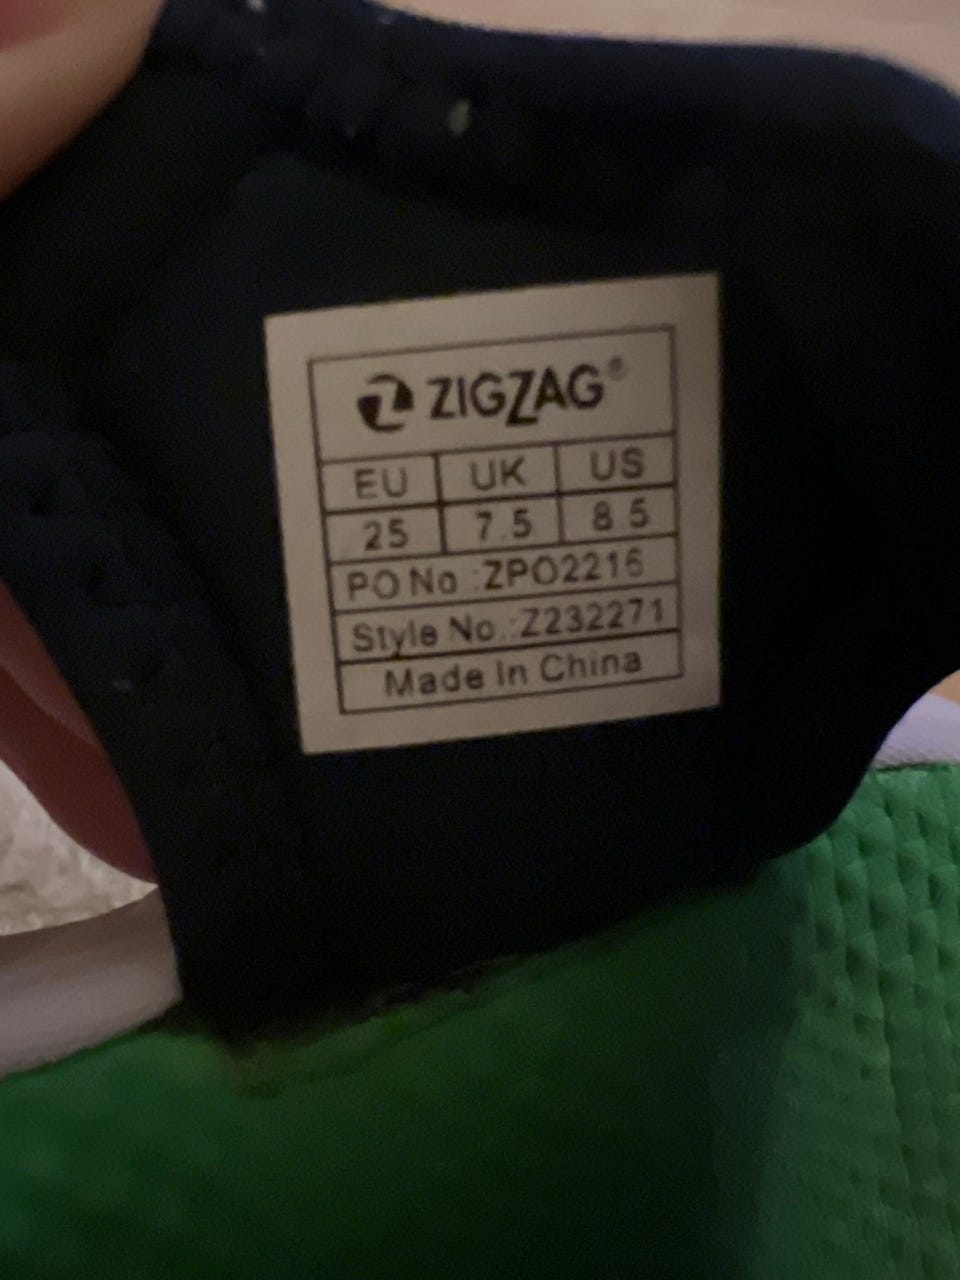 ZIGZAG®
EU UK US
25 7.5 8.5
PO No.:ZPO2216
Style No.:Z232271
Made In China